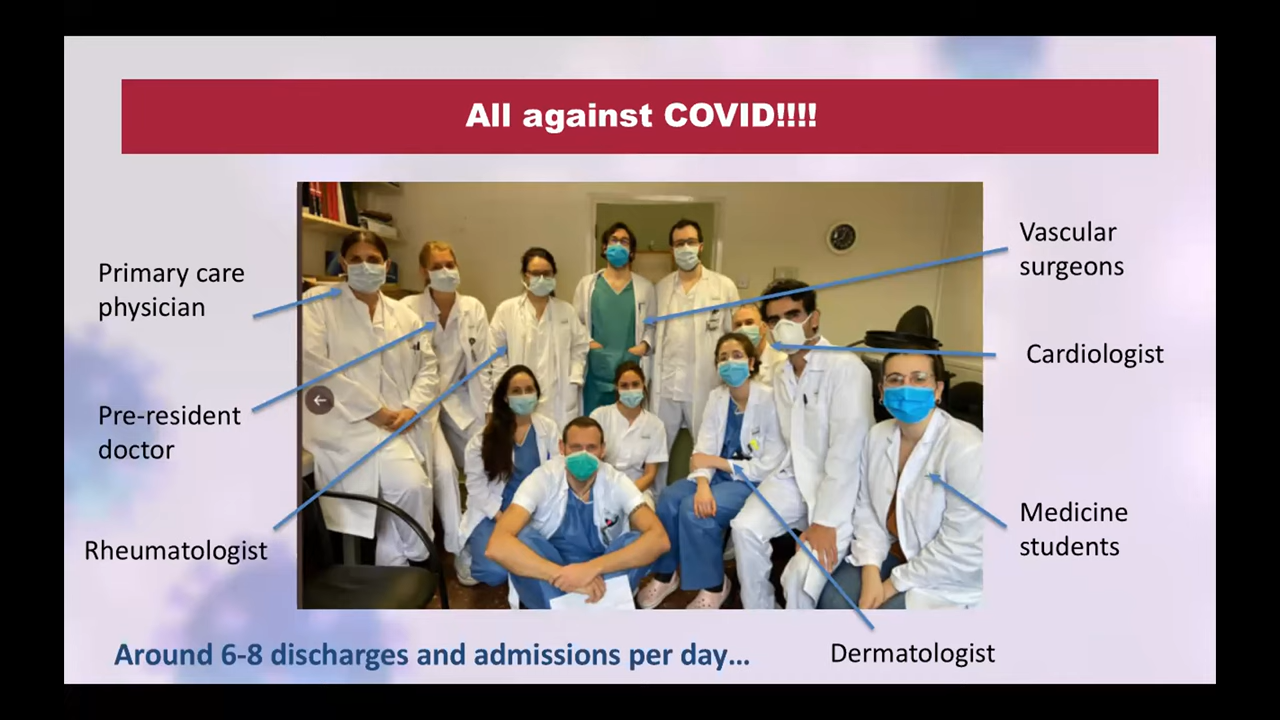 All against COVID!!!!
Primary care
physician
Pre-resident
doctor
Rheumatologist
Vascular
surgeons
Cardiologist
Medicine
students
Dermatologist
Around 6-8 discharges and admissions per day...